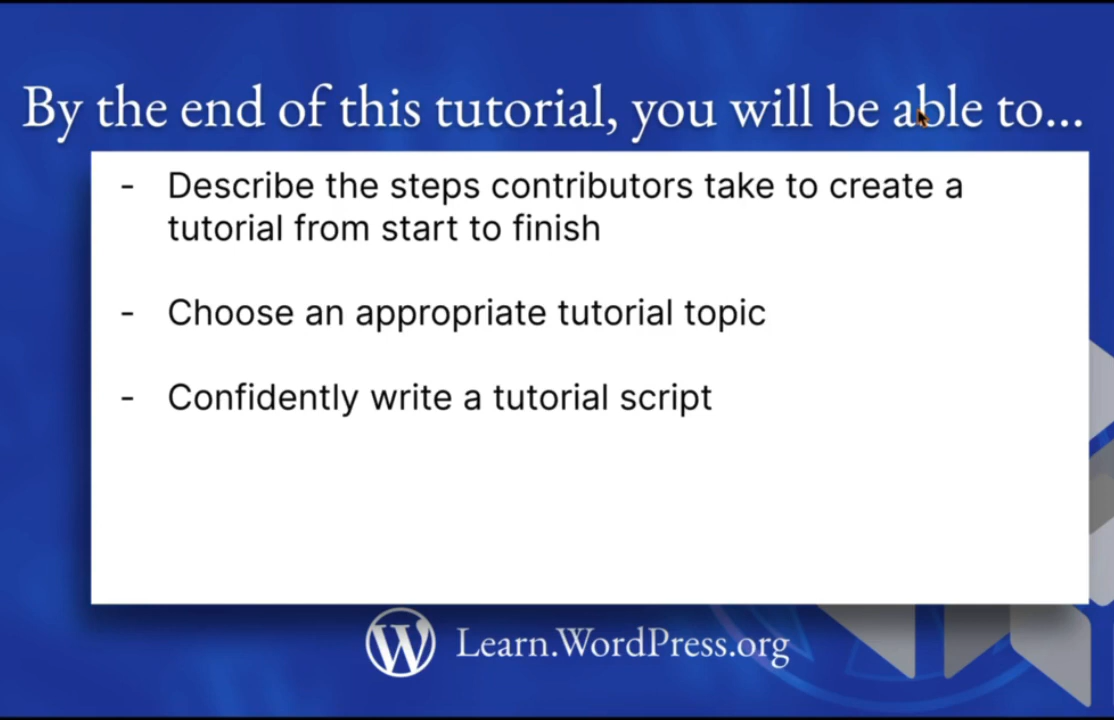 By the end of this tutorial, you will be able to...
- Describe the steps contributors take to create a
tutorial from start to finish
- Choose an appropriate tutorial topic
- Confidently write a tutorial script
Learn.WordPress.org